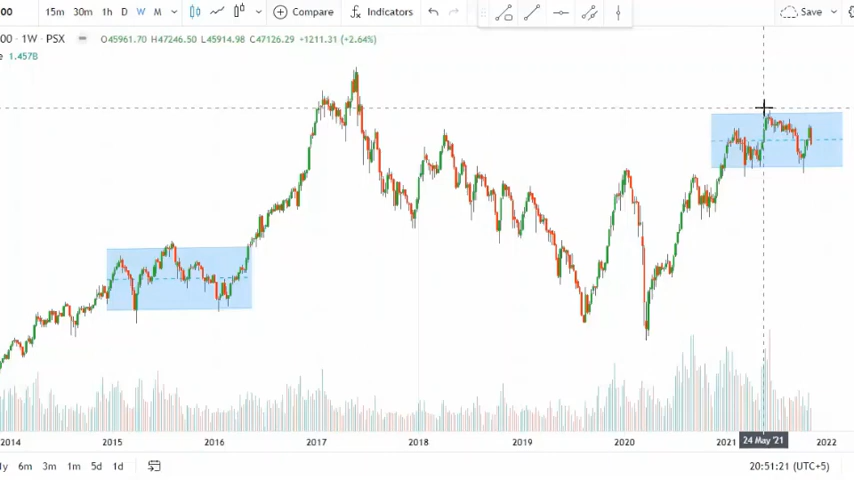 00 15m 30m 1h D W M Compare Indicators Save
00 · 1W · PSX O45961.70 H47246.50 L45914.98 C47126.29 +1211.31 (+2.64%)
e 1.457B
2014 2015 2016 2017 2018 2019 2020 2021 24 May '21 2022
1y 6m 3m 1m 5d 1d 20:51:21 (UTC+5)